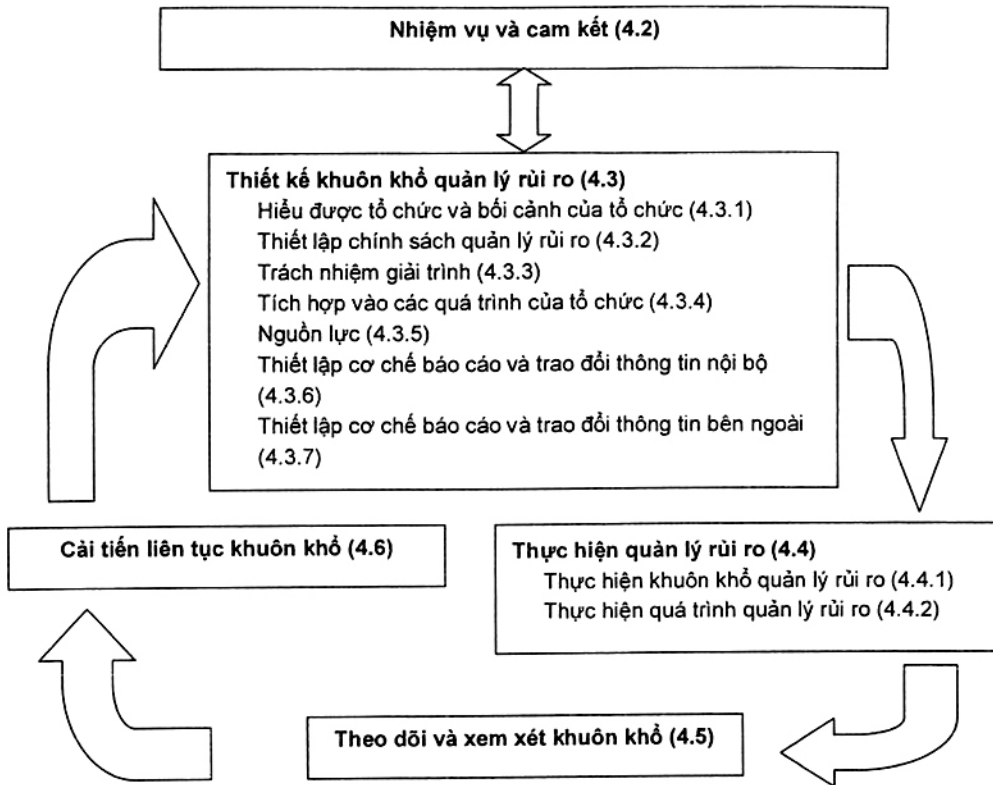 Nhiệm vụ và cam kết (4.2)
Thiết kế khuôn khổ quản lý rủi ro (4.3)
Hiểu được tổ chức và bối cảnh của tổ chức (4.3.1)
Thiết lập chính sách quản lý rủi ro (4.3.2)
Trách nhiệm giải trình (4.3.3)
Tích hợp vào các quá trình của tổ chức (4.3.4)
Nguồn lực (4.3.5)
Thiết lập cơ chế báo cáo và trao đổi thông tin nội bộ
(4.3.6)
Thiết lập cơ chế báo cáo và trao đổi thông tin bên ngoài
(4.3.7)
Cải tiến liên tục khuôn khổ (4.6)
Thực hiện quản lý rủi ro (4.4)
Thực hiện khuôn khổ quản lý rủi ro (4.4.1)
Thực hiện quá trình quản lý rủi ro (4.4.2)
Theo dõi và xem xét khuôn khổ (4.5)